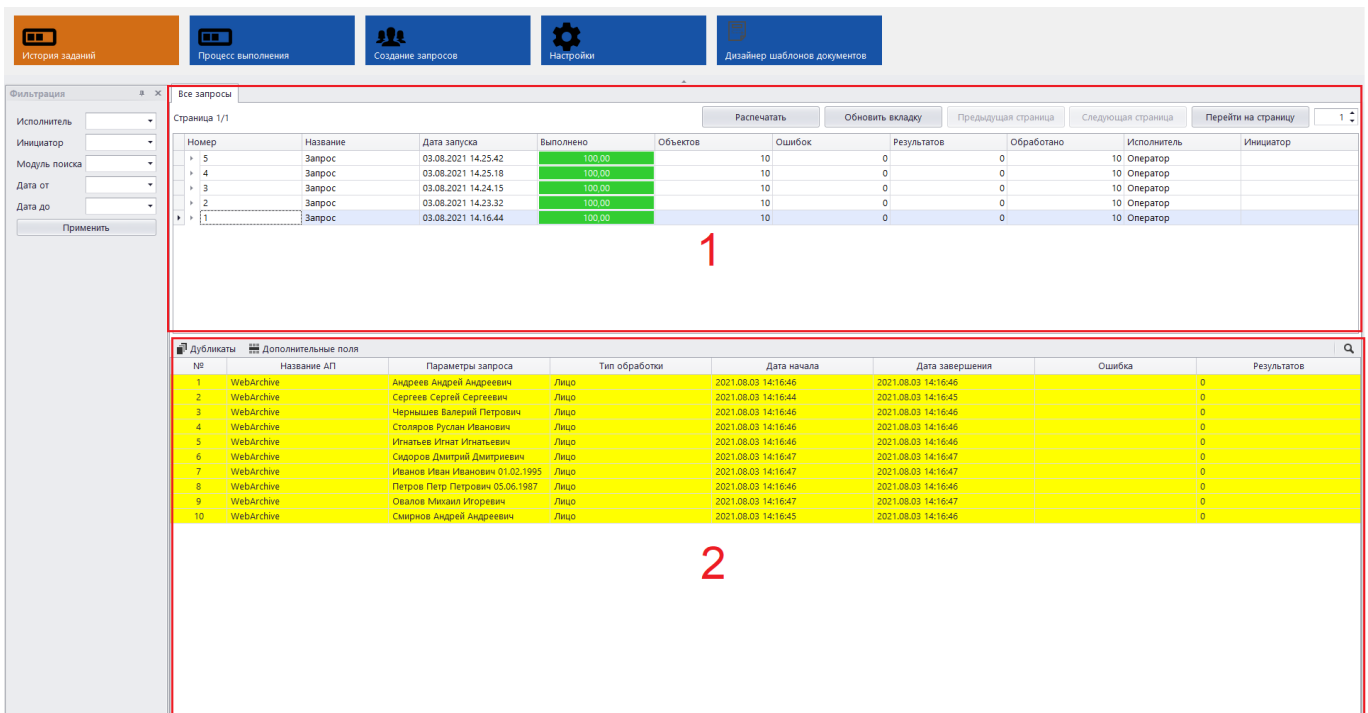 История заданий Процесс выполнения Создание запросов Настройки Дизайнер шаблонов документов
Фильтрация
Исполнитель
Инициатор
Модуль поиска
Дата от
Дата до
Применить
Все запросы
Страница 1/1 Распечатать Обновить вкладку Предыдущая страница Следующая страница Перейти на страницу 1
Номер Название Дата запуска Выполнено Объектов Ошибок Результатов Обработано Исполнитель Инициатор
5 Запрос 03.08.2021 14.25.42 100,00 10 0 0 10 Оператор
4 Запрос 03.08.2021 14.25.18 100,00 10 0 0 10 Оператор
3 Запрос 03.08.2021 14.24.15 100,00 10 0 0 10 Оператор
2 Запрос 03.08.2021 14.23.32 100,00 10 0 0 10 Оператор
1 Запрос 03.08.2021 14.16.44 100,00 10 0 0 10 Оператор
1
Дубликаты Дополнительные поля
№ Название АП Параметры запроса Тип обработки Дата начала Дата завершения Ошибка Результатов
1 WebArchive Андреев Андрей Андреевич Лицо 2021.08.03 14:16:46 2021.08.03 14:16:46 0
2 WebArchive Сергеев Сергей Сергеевич Лицо 2021.08.03 14:16:44 2021.08.03 14:16:45 0
3 WebArchive Чернышев Валерий Петрович Лицо 2021.08.03 14:16:46 2021.08.03 14:16:46 0
4 WebArchive Столяров Руслан Иванович Лицо 2021.08.03 14:16:46 2021.08.03 14:16:46 0
5 WebArchive Игнатьев Игнат Игнатьевич Лицо 2021.08.03 14:16:46 2021.08.03 14:16:46 0
6 WebArchive Сидоров Дмитрий Дмитриевич Лицо 2021.08.03 14:16:47 2021.08.03 14:16:47 0
7 WebArchive Иванов Иван Иванович 01.02.1995 Лицо 2021.08.03 14:16:47 2021.08.03 14:16:47 0
8 WebArchive Петров Петр Петрович 05.06.1987 Лицо 2021.08.03 14:16:46 2021.08.03 14:16:46 0
9 WebArchive Овалов Михаил Игоревич Лицо 2021.08.03 14:16:47 2021.08.03 14:16:47 0
10 WebArchive Смирнов Андрей Андреевич Лицо 2021.08.03 14:16:45 2021.08.03 14:16:46 0
2